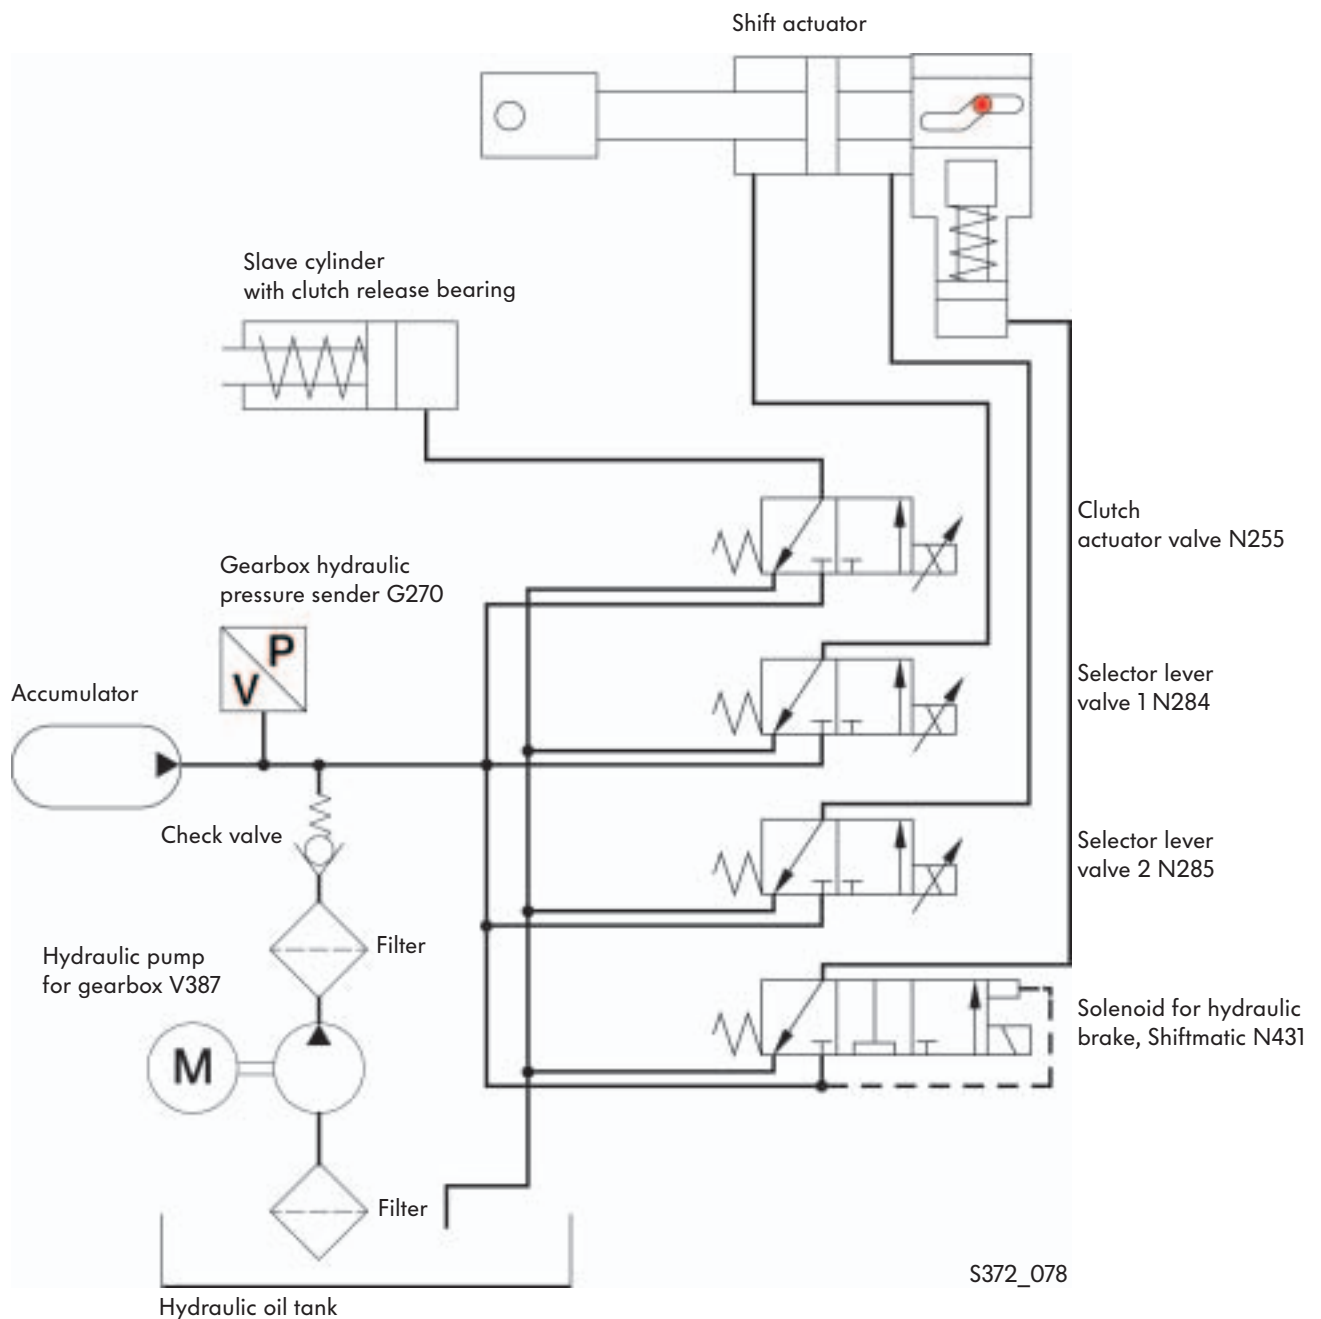 Shift actuator
Slave cylinder
with clutch release bearing
Clutch
actuator valve N255
Gearbox hydraulic
pressure sender G270
P
V
Selector lever
valve 1 N284
Accumulator
Check valve
Selector lever
valve 2 N285
Filter
Hydraulic pump
for gearbox V387
Solenoid for hydraulic
brake, Shiftmatic N431
M
Filter
S372_078
Hydraulic oil tank